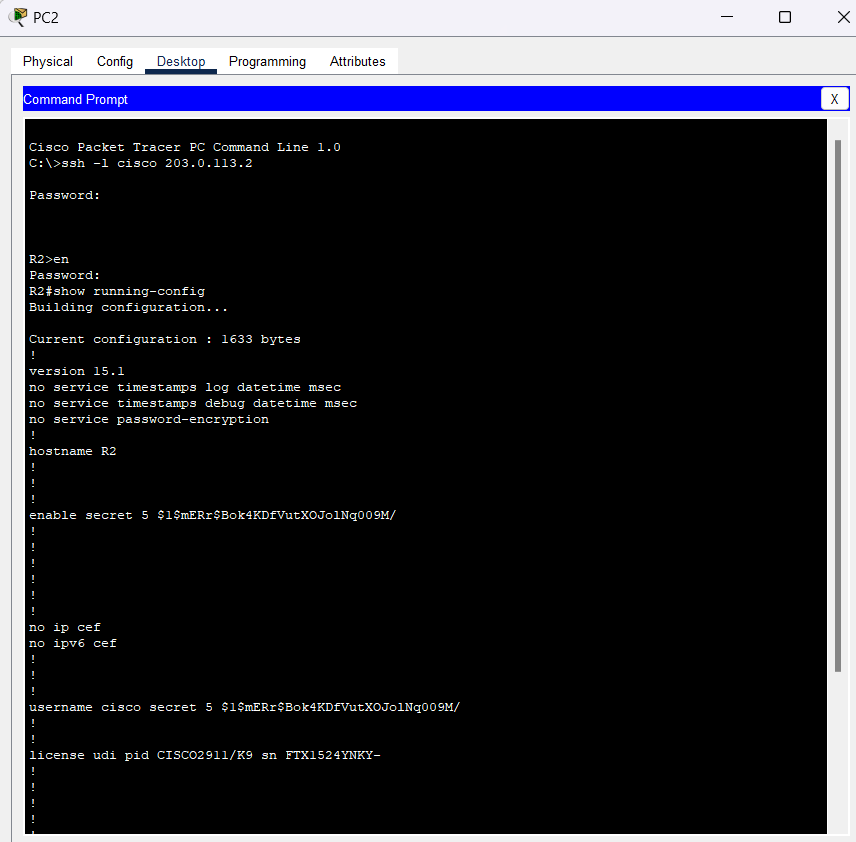 PC2
Physical Config Desktop Programming Attributes
Command Prompt X
Cisco Packet Tracer PC Command Line 1.0
C:\>ssh -l cisco 203.0.113.2
Password:
R2>en
Password:
R2#show running-config
Building configuration...
Current configuration : 1633 bytes
!
version 15.1
no service timestamps log datetime msec
no service timestamps debug datetime msec
no service password-encryption
!
hostname R2
!
!
!
enable secret 5 $1$mERr$Bok4KDfVutXOJolNq009M/
!
!
!
!
!
!
no ip cef
no ipv6 cef
!
!
!
username cisco secret 5 $1$mERr$Bok4KDfVutXOJolNq009M/
!
!
license udi pid CISCO2911/K9 sn FTX1524YNKY-
!
!
!
!
!